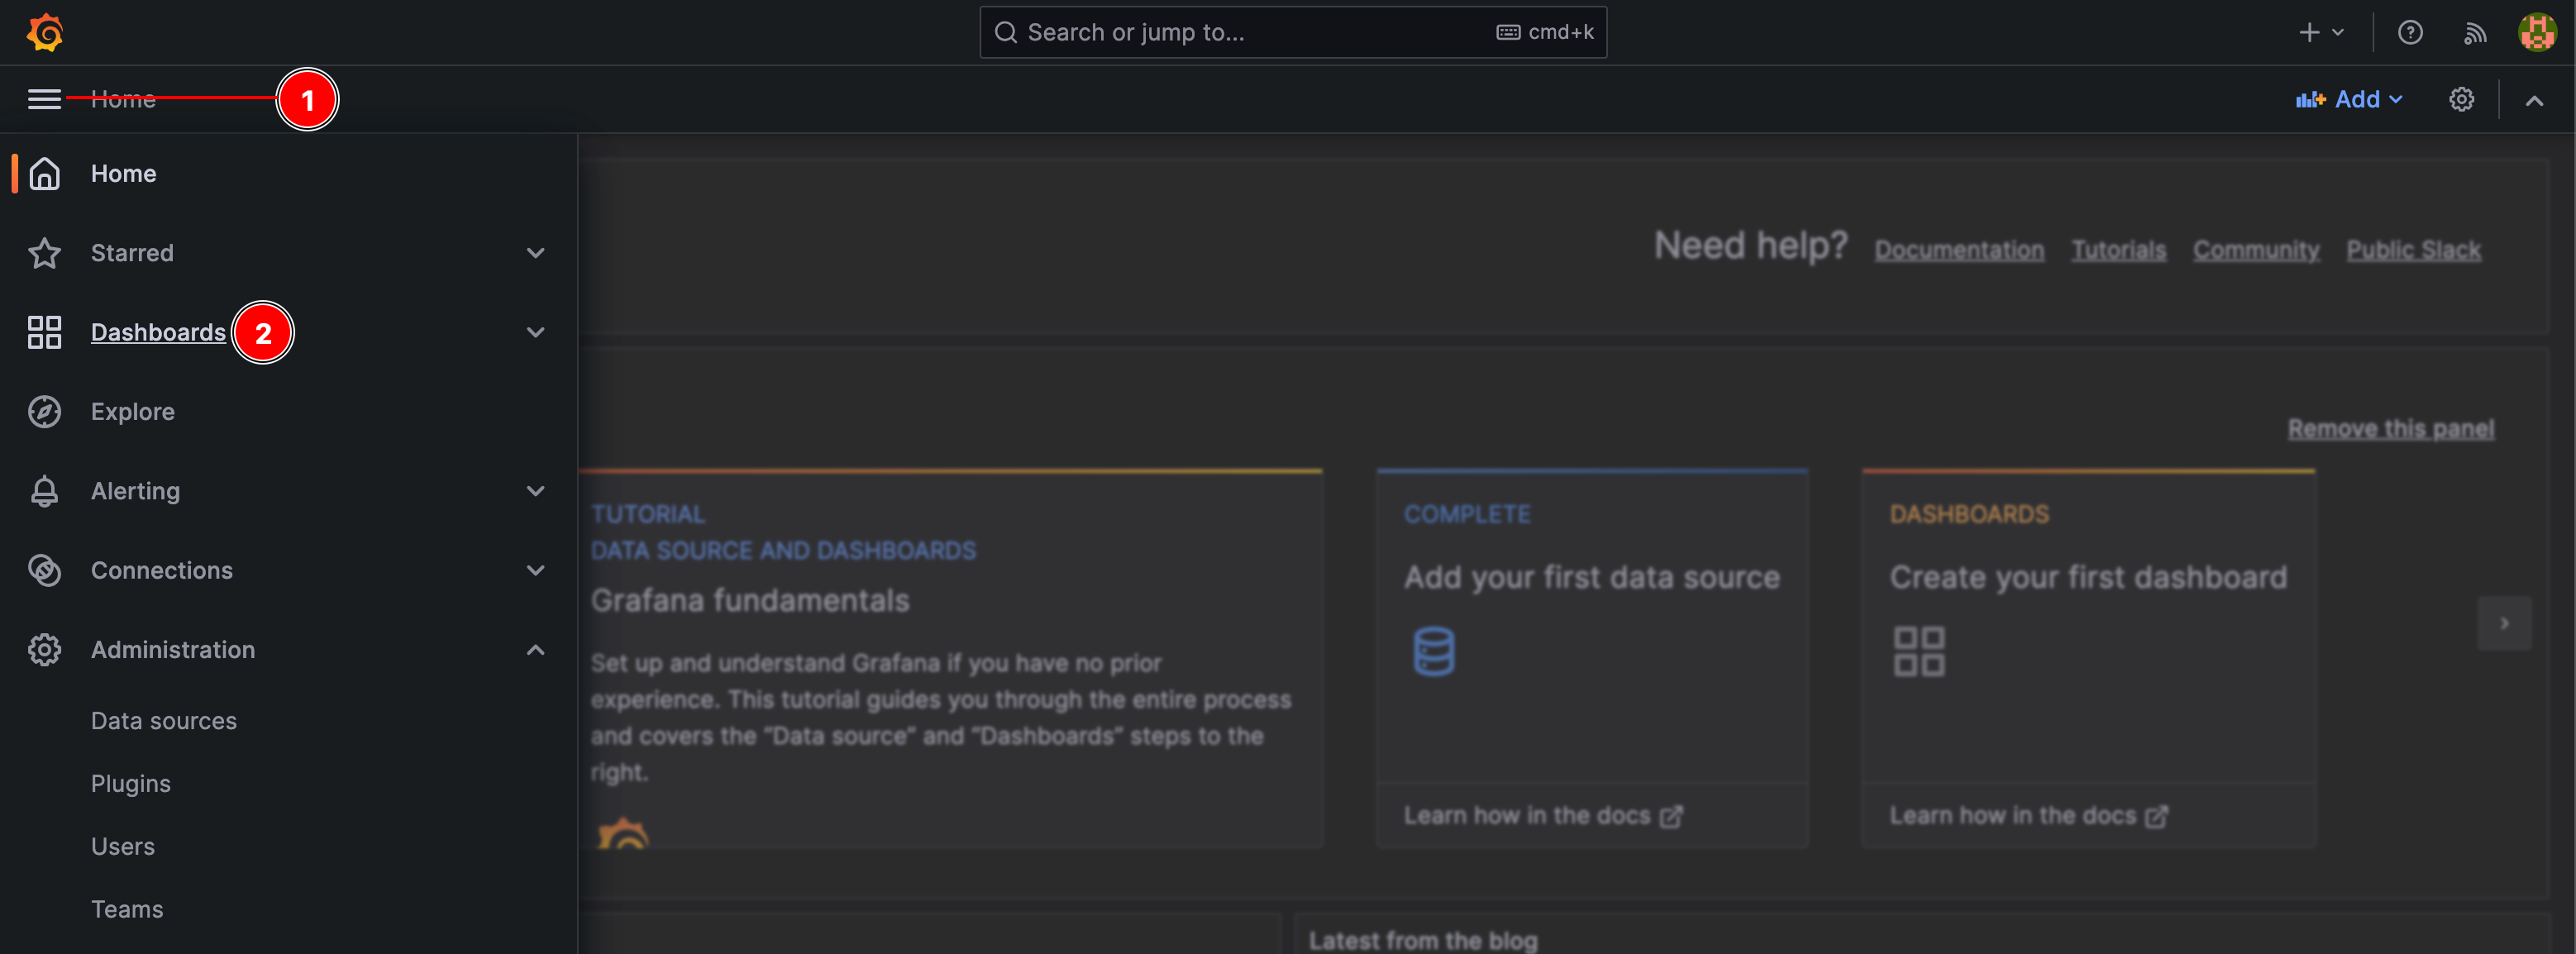 Search or jump to...
cmd+k
Home
1
Add
Home
Starred
Dashboards
2
Explore
Alerting
Connections
Administration
Data sources
Plugins
Users
Teams
Need help?
Documentation
Tutorials
Community
Public Slack
Remove this panel
TUTORIAL
DATA SOURCE AND DASHBOARDS
Grafana fundamentals
Set up and understand Grafana if you have no prior
experience. This tutorial guides you through the entire process
and covers the “Data source” and “Dashboards” steps to the
right.
COMPLETE
Add your first data source
Learn how in the docs
DASHBOARDS
Create your first dashboard
Learn how in the docs
Latest from the blog